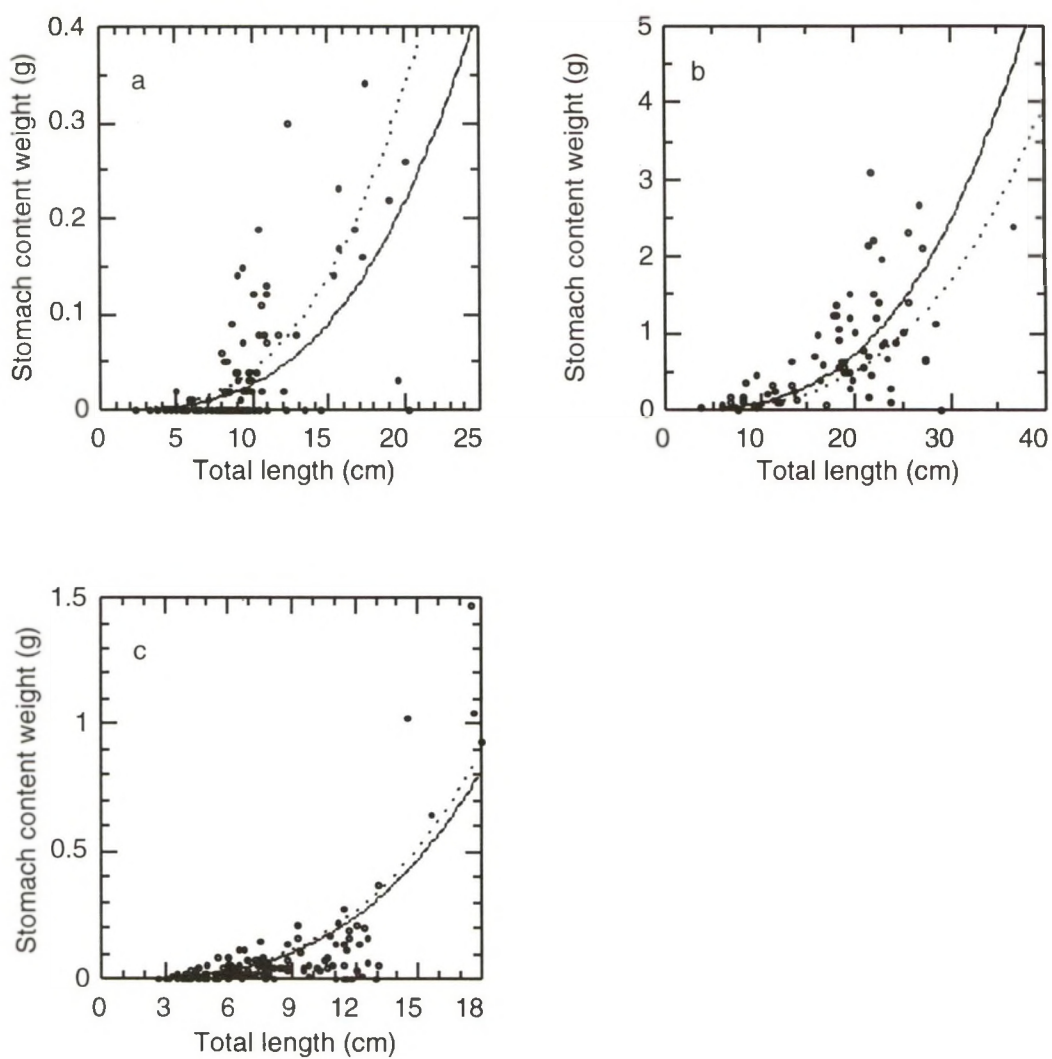 0.4
0.3
0.2
0.1
0
a
Stomach content weight (g)
0 5 10 15 20 25
Total length (cm)
5
4
3
2
1
0
b
Stomach content weight (g)
0 10 20 30 40
Total length (cm)
1.5
1
0.5
0
c
Stomach content weight (g)
0 3 6 9 12 15 18
Total length (cm)